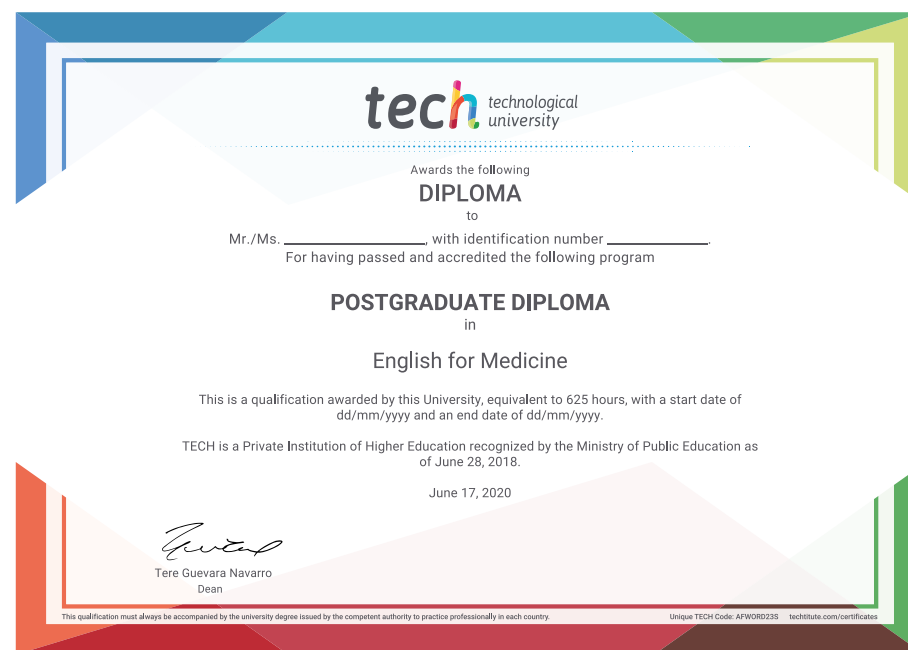 tech technological
university
Awards the following
DIPLOMA
to
Mr./Ms. ____________, with identification number ____________.
For having passed and accredited the following program
POSTGRADUATE DIPLOMA
in
English for Medicine
This is a qualification awarded by this University, equivalent to 625 hours, with a start date of
dd/mm/yyyy and an end date of dd/mm/yyyy.
TECH is a Private Institution of Higher Education recognized by the Ministry of Public Education as
of June 28, 2018.
June 17, 2020
Tere Guevara Navarro
Dean
This qualification must always be accompanied by the university degree issued by the competent authority to practice professionally in each country. Unique TECH Code: AFWORD23S techtitute.com/certificates